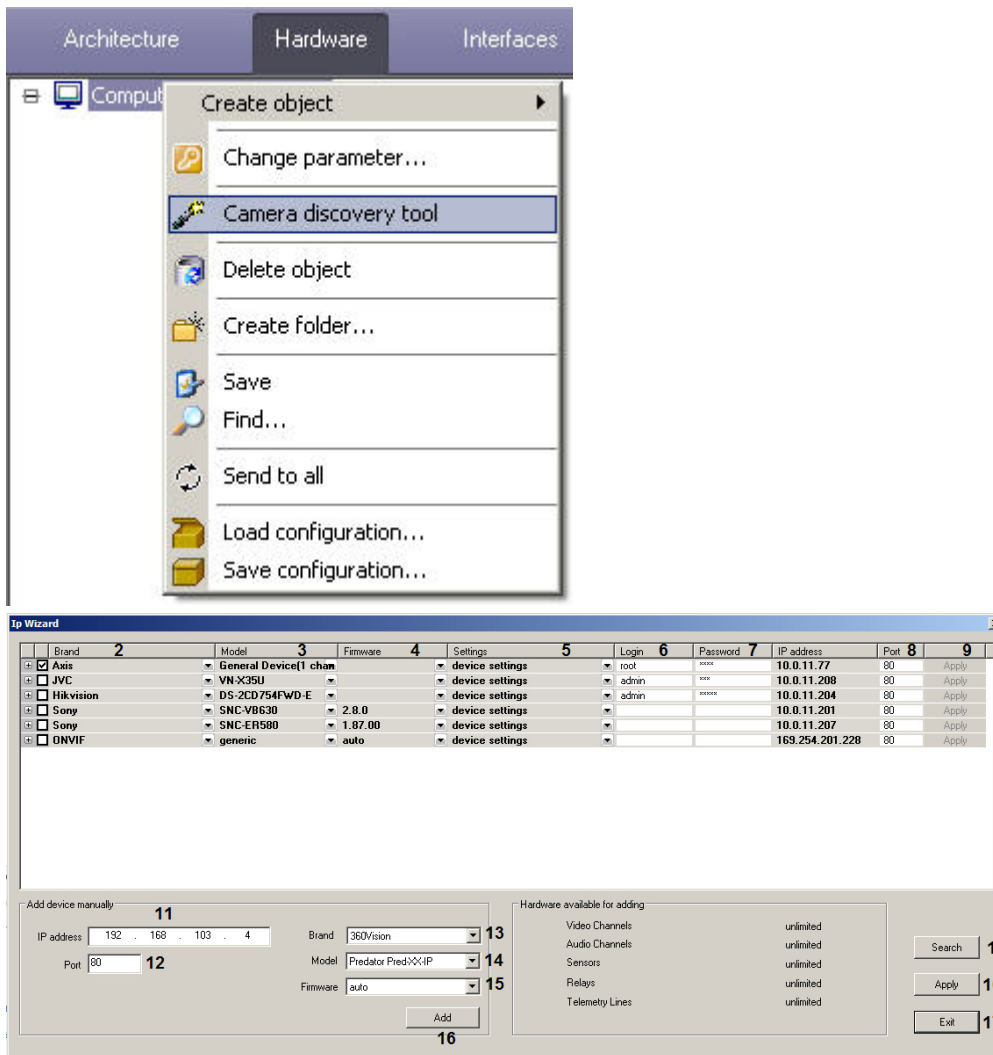 Architecture Hardware Interfaces
Comput
Create object
Change parameter...
Camera discovery tool
Delete object
Create folder...
Save
Find...
Send to all
Load configuration...
Save configuration...
Ip Wizard
Brand 2 Model 3 Firmware 4 Settings 5 Login 6 Password 7 IP address Port 8 9
Axis General Device(1 chan device settings root **** 10.0.11.77 80 Apply
JVC VN-X35U device settings admin *** 10.0.11.208 80 Apply
Hikvision DS-2CD754FWD-E device settings admin ***** 10.0.11.204 80 Apply
Sony SNC-VB630 2.8.0 device settings 10.0.11.201 80 Apply
Sony SNC-ER580 1.87.00 device settings 10.0.11.207 80 Apply
ONVIF generic auto device settings 169.254.201.228 80 Apply
Add device manually
11
IP address 192 . 168 . 103 . 4
Port 80 12
Brand 360Vision 13
Model Predator Pred-XX-IP 14
Firmware auto 15
Add
16
Hardware available for adding
Video Channels unlimited
Audio Channels unlimited
Sensors unlimited
Relays unlimited
Telemetry Lines unlimited
Search 1
Apply
Exit